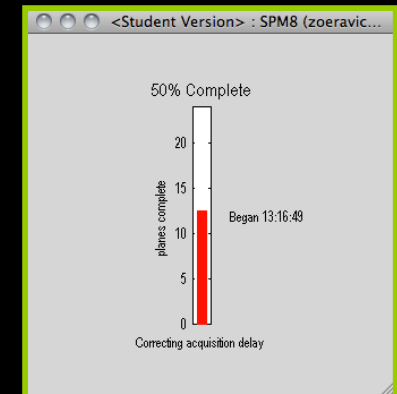 <Student Version> : SPM8 (zoeravic...
50% Complete
20
15
10
5
0
planes complete
Began 13:16:49
Correcting acquisition delay